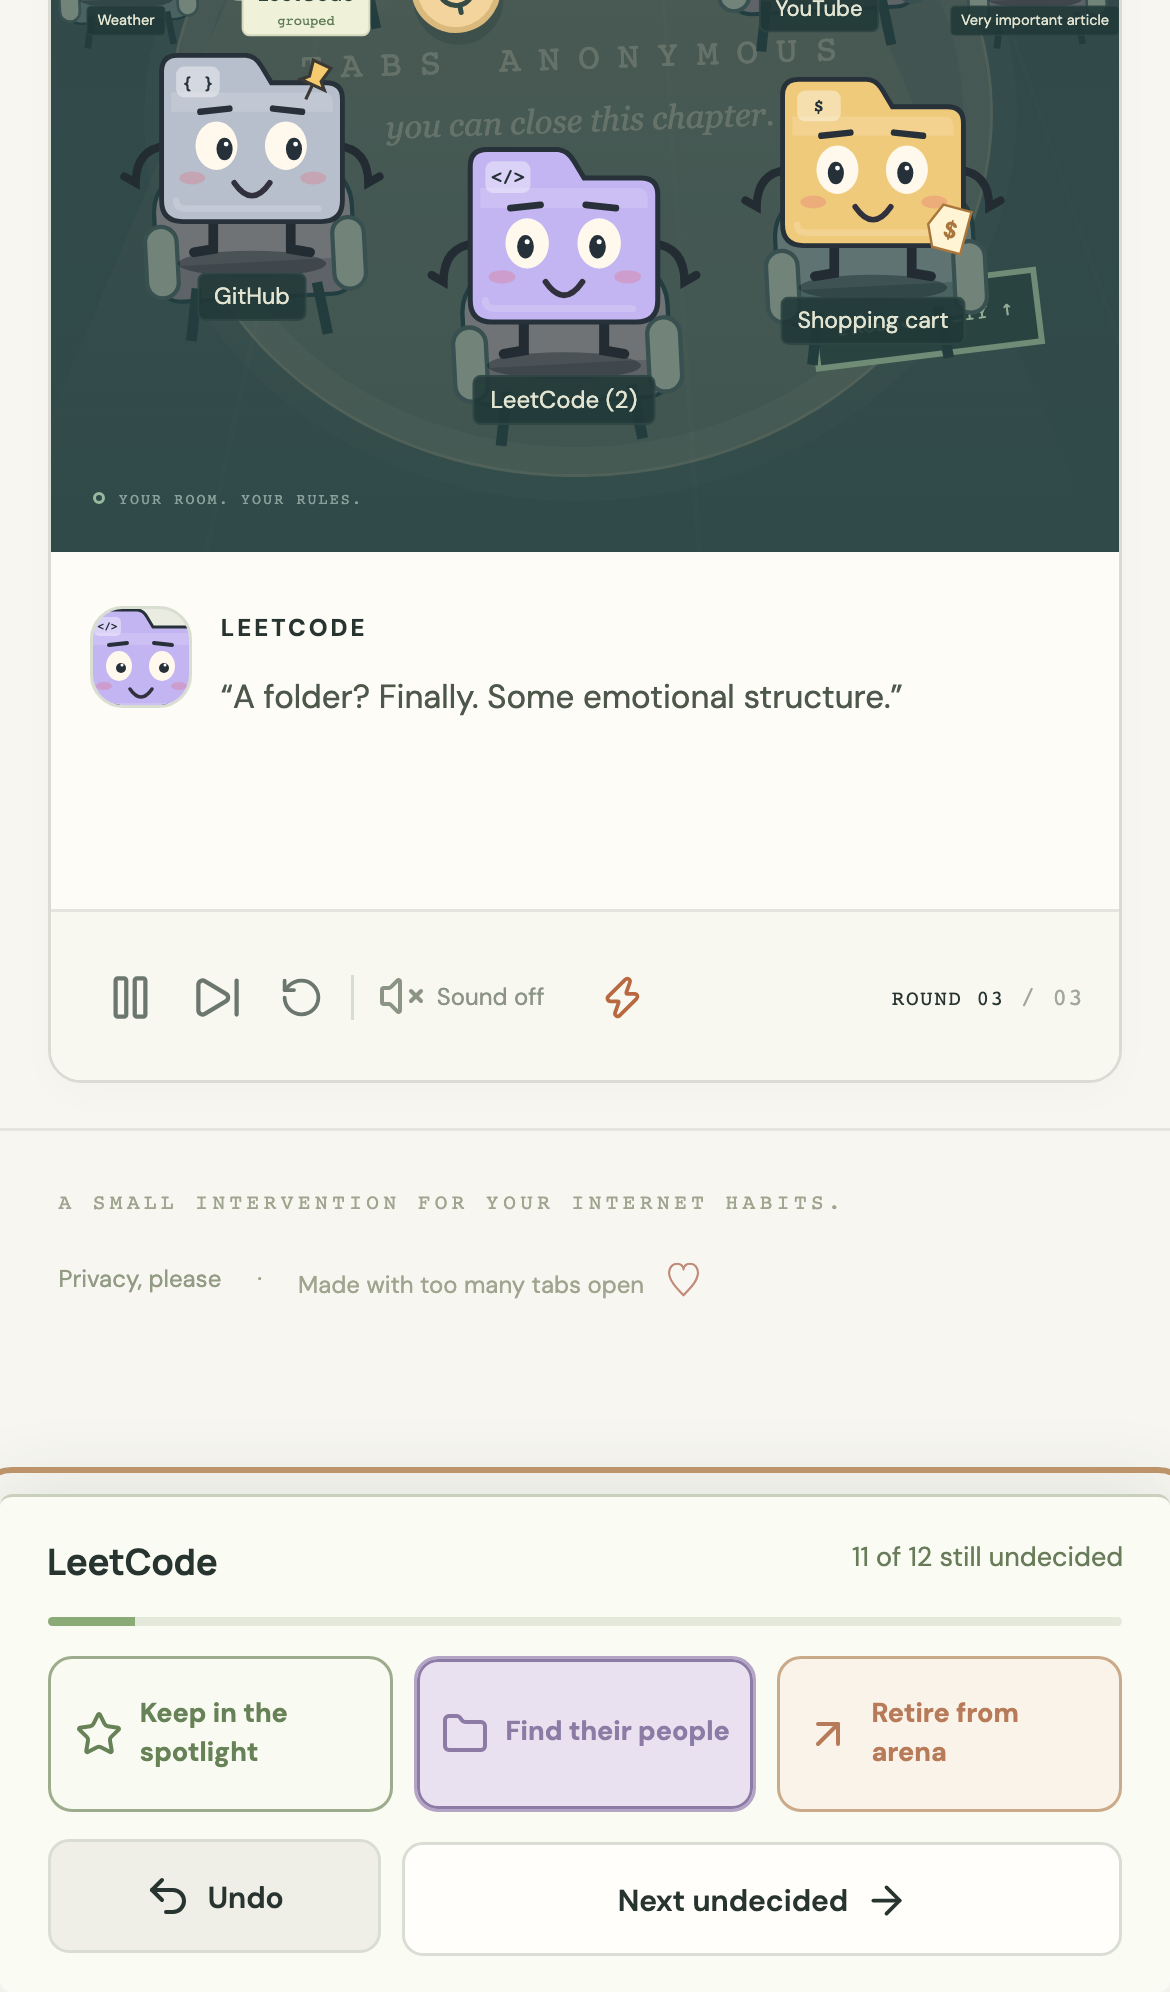 Weather
LeetCode
grouped
YouTube
Very important article
TABS ANONYMOUS
you can close this chapter.
{ }
$
</>
$
GitHub
Shopping cart
LeetCode (2)
YOUR ROOM. YOUR RULES.
</>
LEETCODE
“A folder? Finally. Some emotional structure.”
Sound off
ROUND 03 / 03
A SMALL INTERVENTION FOR YOUR INTERNET HABITS.
Privacy, please · Made with too many tabs open
LeetCode
11 of 12 still undecided
Keep in the
spotlight
Find their people
Retire from
arena
Undo
Next undecided